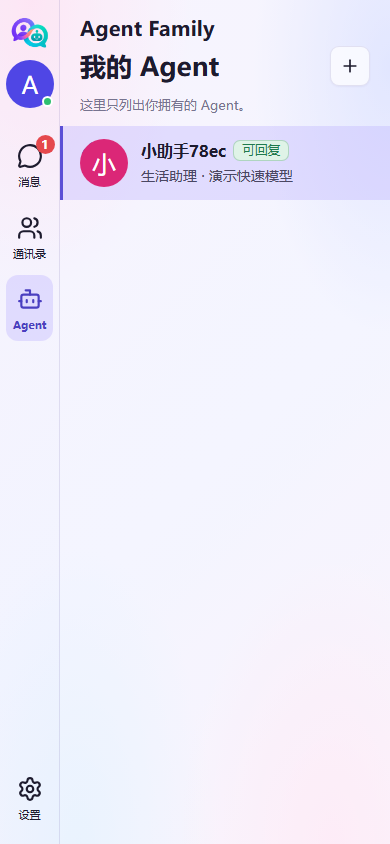 A
1
消息
通讯录
Agent
设置
Agent Family
我的 Agent
这里只列出你拥有的 Agent。
小
小助手78ec 可回复
生活助理 · 演示快速模型